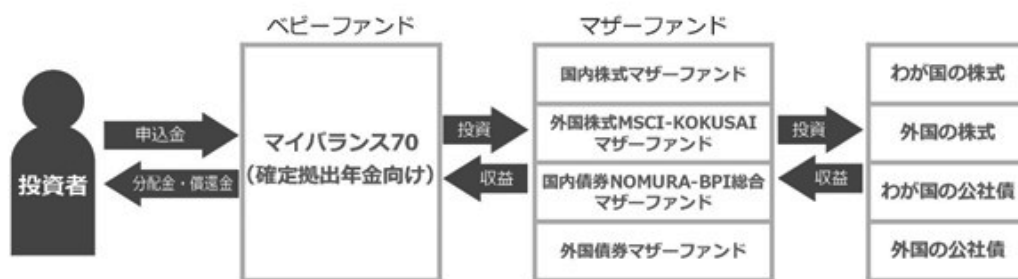 ベビーファンド
マザーファンド
投資者
申込金
分配金・償還金
マイバランス70
（確定拠出年金向け）
投資
収益
国内株式マザーファンド
外国株式MSCI-KOKUSAI
マザーファンド
国内債券NOMURA-BPI総合
マザーファンド
外国債券マザーファンド
投資
収益
わが国の株式
外国の株式
わが国の公社債
外国の公社債